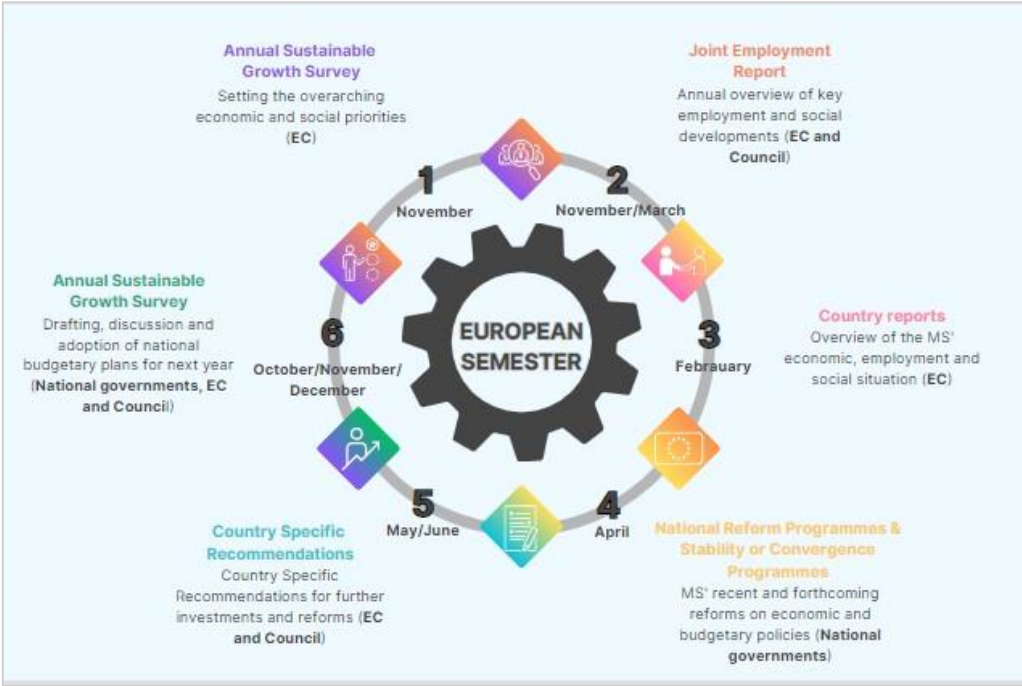 Annual Sustainable
Growth Survey
Setting the overarching
economic and social priorities
(EC)
1
November
Joint Employment
Report
Annual overview of key
employment and social
developments (EC and
Council)
2
November/March
Country reports
Overview of the MS'
economic, employment and
social situation (EC)
3
Febrauary
National Reform Programmes &
Stability or Convergence
Programmes
MS' recent and forthcoming
reforms on economic and
budgetary policies (National
governments)
4
April
Country Specific
Recommendations
Country Specific
Recommendations for further
investments and reforms (EC
and Council)
5
May/June
Annual Sustainable
Growth Survey
Drafting, discussion and
adoption of national
budgetary plans for next year
(National governments, EC
and Council)
6
October/November/
December
EUROPEAN
SEMESTER